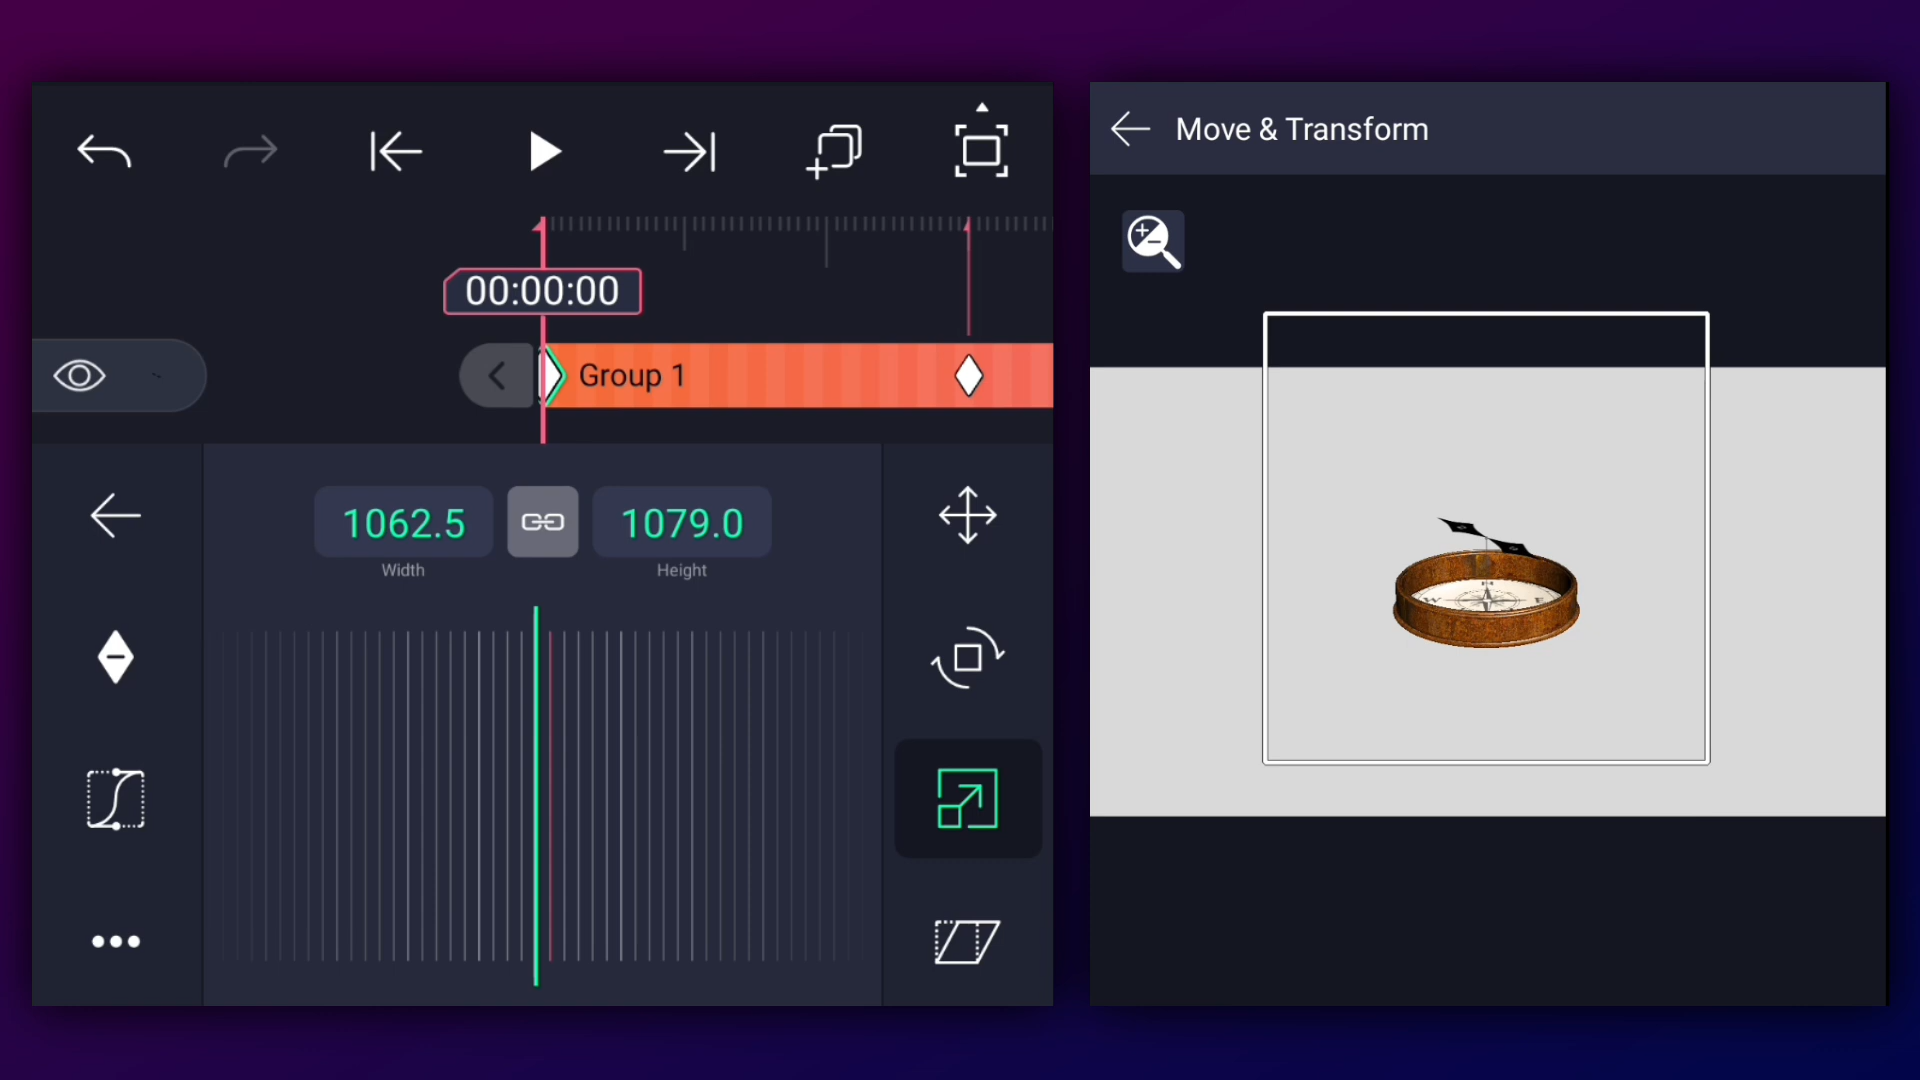 00:00:00
Group 1
1062.5
1079.0
Width
Height
Move & Transform
W
E